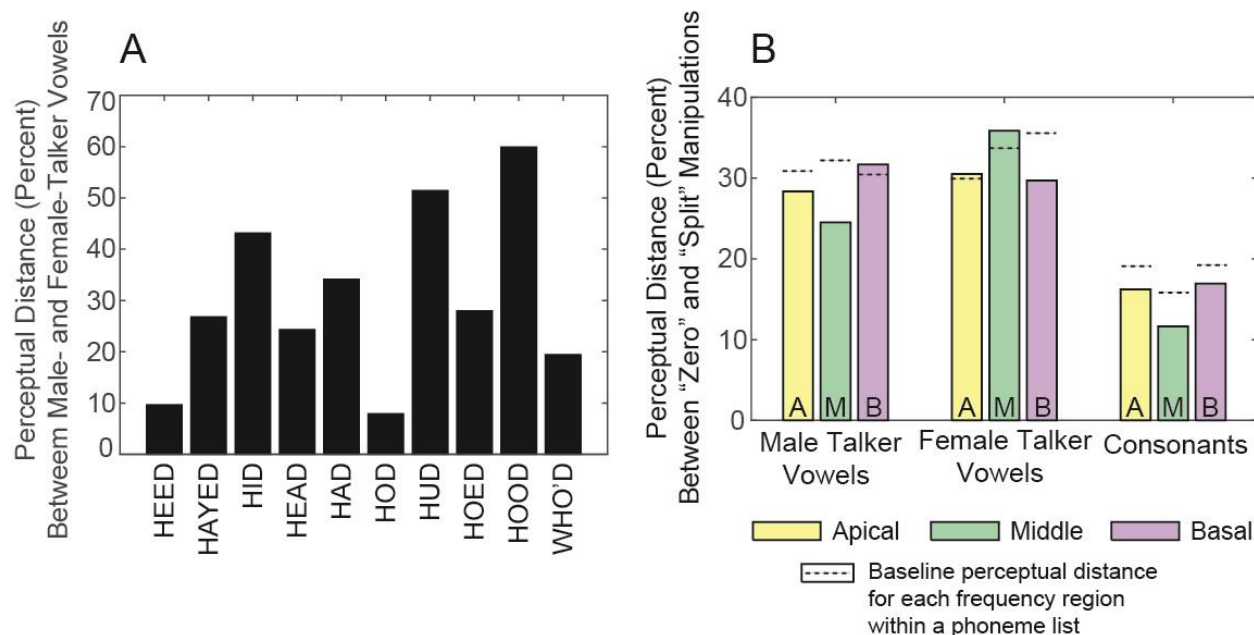 A
Perceptual Distance (Percent)
Betweem Male- and Female-Talker Vowels
70
60
50
40
30
20
10
0
HEED
HAYED
HID
HEAD
HAD
HOD
HUD
HOED
HOOD
WHO'D
B
Perceptual Distance (Percent)
Between "Zero" and "Split" Manipulations
40
30
20
10
0
A M B
A M B
A M B
Male Talker
Vowels
Female Talker
Vowels
Consonants
Apical
Middle
Basal
Baseline perceptual distance
for each frequency region
within a phoneme list